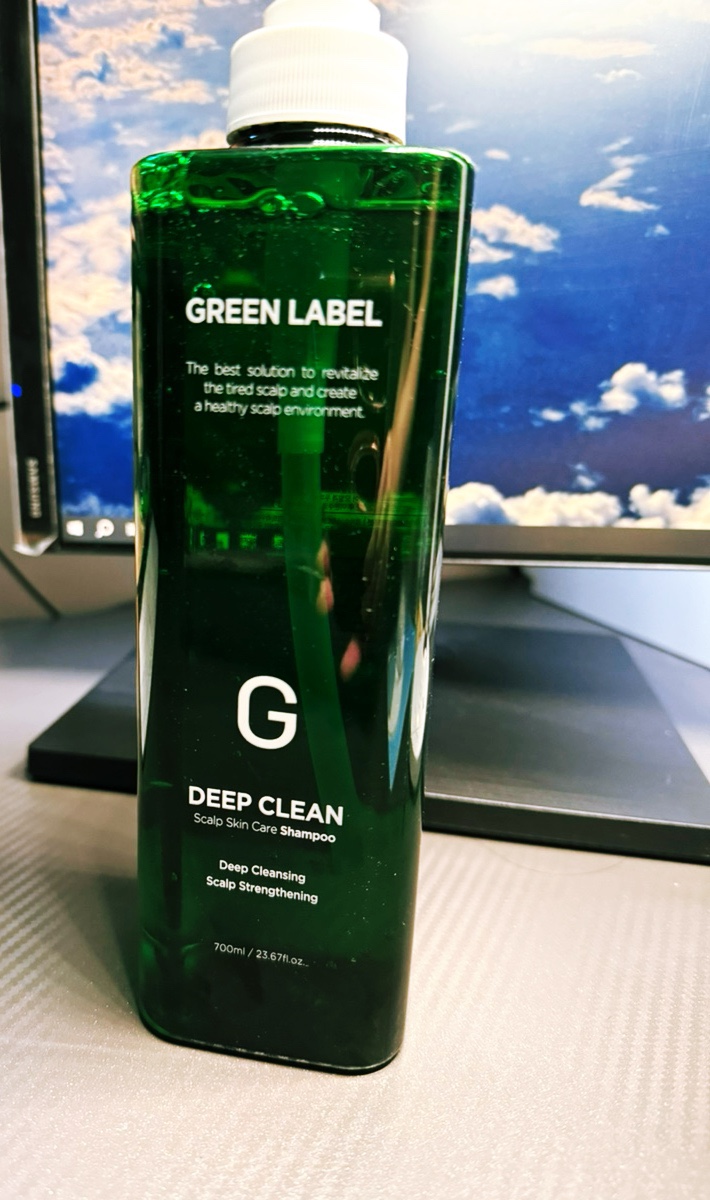 GREEN LABEL
The best solution to revitalize
the tired scalp and create
a healthy scalp environment.
G
DEEP CLEAN
Scalp Skin Care Shampoo
Deep Cleansing
Scalp Strengthening
700ml / 23.67fl.oz.